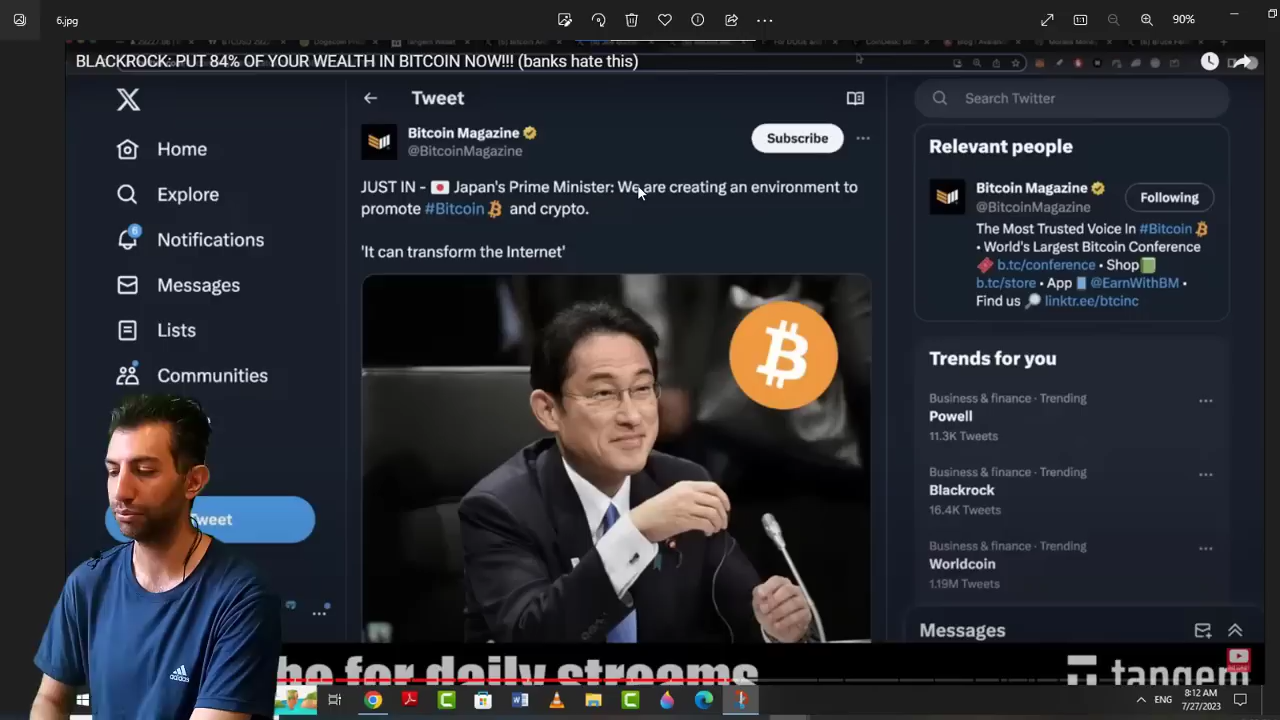 6.jpg
90%
BLACKROCK: PUT 84% OF YOUR WEALTH IN BITCOIN NOW!!! (banks hate this)
Home
Explore
6
Notifications
Messages
Lists
Communities
Tweet
Tweet
Bitcoin Magazine
@BitcoinMagazine
Subscribe
JUST IN - Japan's Prime Minister: We are creating an environment to
promote #Bitcoin and crypto.
'It can transform the Internet'
Search Twitter
Relevant people
Bitcoin Magazine
@BitcoinMagazine
Following
The Most Trusted Voice In #Bitcoin
• World's Largest Bitcoin Conference
b.tc/conference • Shop
b.tc/store • App @EarnWithBM •
Find us linktr.ee/btcinc
Trends for you
Business & finance · Trending
Powell
11.3K Tweets
Business & finance · Trending
Blackrock
16.4K Tweets
Business & finance · Trending
Worldcoin
1.19M Tweets
Messages
for daily streams
tangem
ENG
8:12 AM
7/27/2023